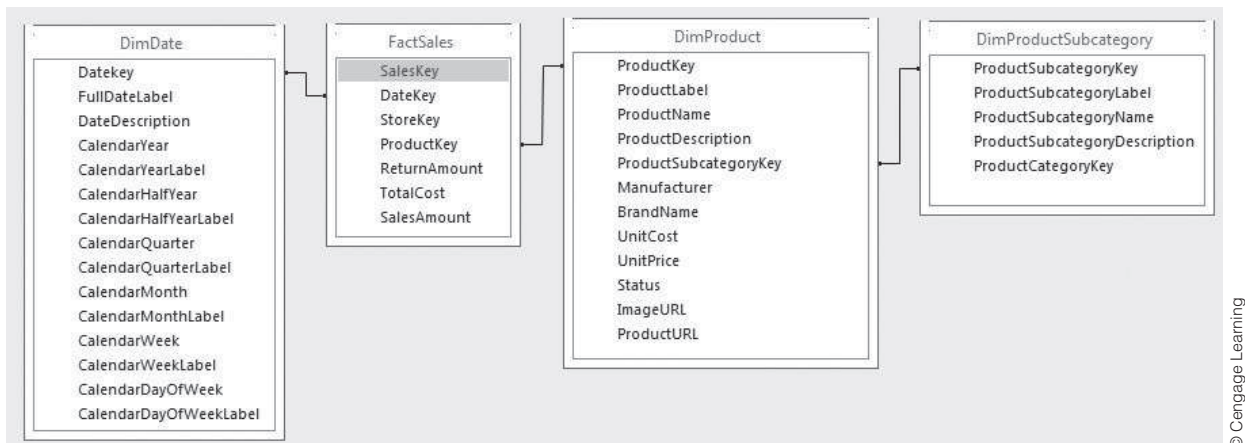 DimDate
Datekey
FullDateLabel
DateDescription
CalendarYear
CalendarYearLabel
CalendarHalfYear
CalendarHalfYearLabel
CalendarQuarter
CalendarQuarterLabel
CalendarMonth
CalendarMonthLabel
CalendarWeek
CalendarWeekLabel
CalendarDayOfWeek
CalendarDayOfWeekLabel
FactSales
SalesKey
DateKey
StoreKey
ProductKey
ReturnAmount
TotalCost
SalesAmount
DimProduct
ProductKey
ProductLabel
ProductName
ProductDescription
ProductSubcategoryKey
Manufacturer
BrandName
UnitCost
UnitPrice
Status
ImageURL
ProductURL
DimProductSubcategory
ProductSubcategoryKey
ProductSubcategoryLabel
ProductSubcategoryName
ProductSubcategoryDescription
ProductCategoryKey
© Cengage Learning